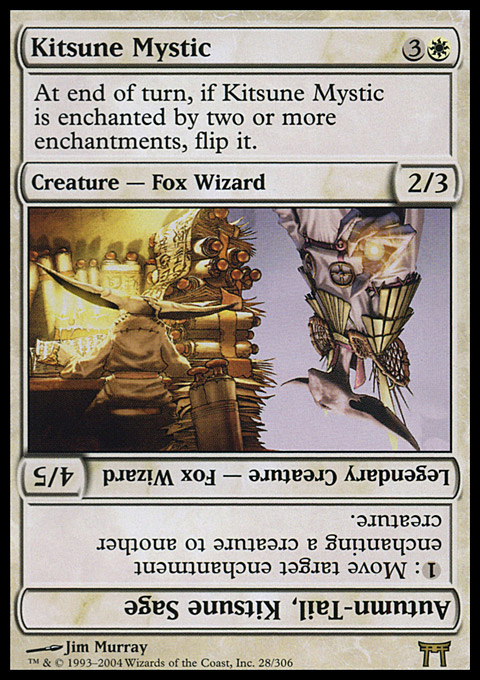 Kitsune Mystic 3
At end of turn, if Kitsune Mystic
is enchanted by two or more
enchantments, flip it.
Creature — Fox Wizard
2/3
Autumn-Tail, Kitsune Sage
1: Move target enchantment
enchanting a creature to another
creature.
Legendary Creature — Fox Wizard
4/5
Jim Murray
™ & © 1993–2004 Wizards of the Coast, Inc. 28/306